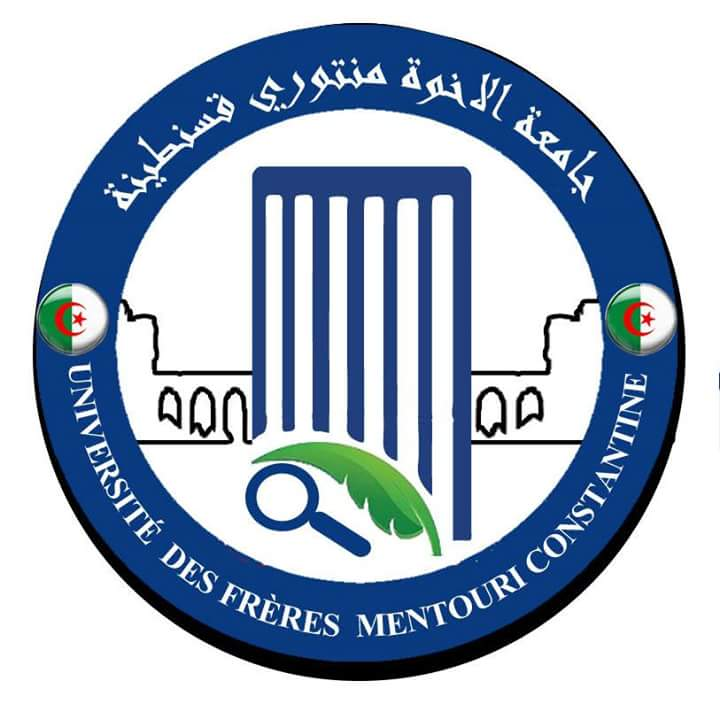 جامعة الاخوة منتوري قسنطينة
UNIVERSITÉ DES FRÈRES MENTOURI CONSTANTINE